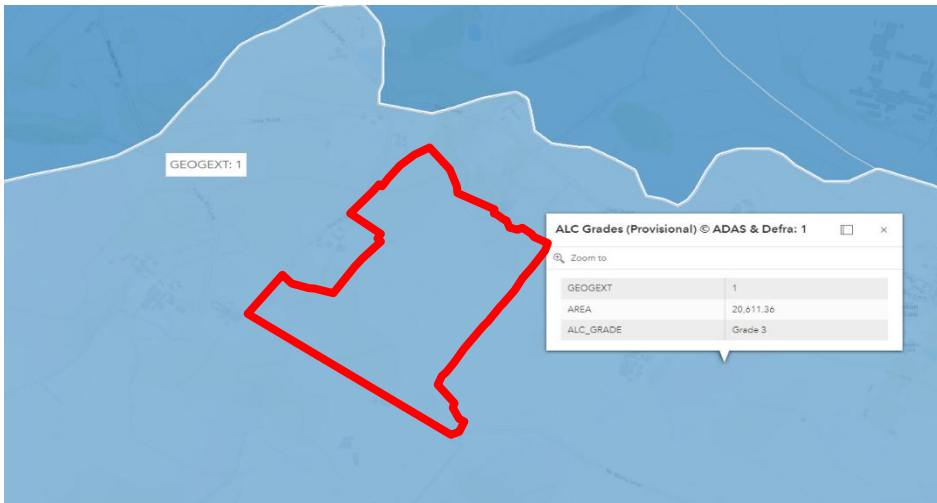 GEOGEXT: 1
ALC Grades (Provisional) © ADAS & Defra: 1
Zoom to
GEOGEXT 1
AREA 20,611.36
ALC_GRADE Grade 3